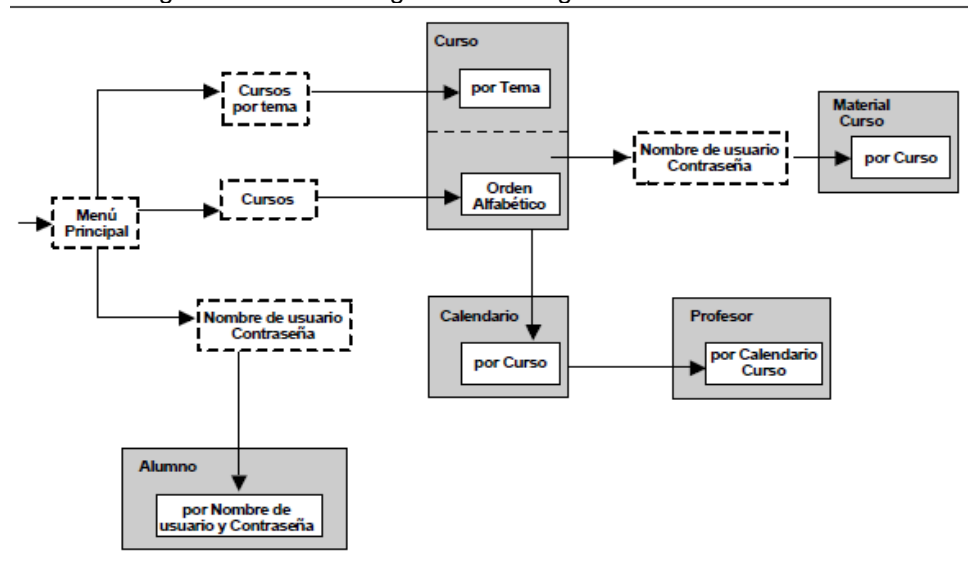 Curso
Cursos
por tema
por Tema
Material
Curso
Nombre de usuario
Contraseña
por Curso
Menú
Principal
Cursos
Orden
Alfabético
Nombre de usuario
Contraseña
Calendario
por Curso
Profesor
por Calendario
Curso
Alumno
por Nombre de
usuario y Contraseña